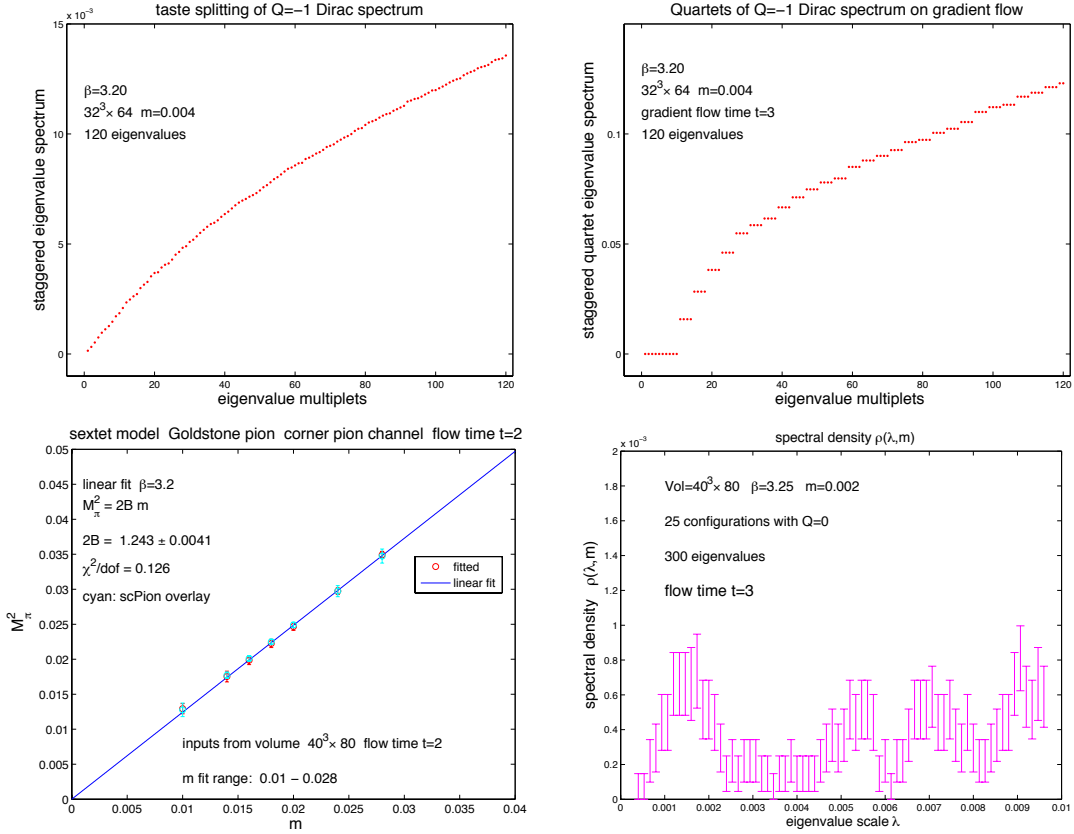 taste splitting of Q=−1 Dirac spectrum
x 10⁻³
15
10
5
0
staggered eigenvalue spectrum
β=3.20
32³× 64 m=0.004
120 eigenvalues
0 20 40 60 80 100 120
eigenvalue multiplets
Quartets of Q=−1 Dirac spectrum on gradient flow
0.1
0.05
0
staggered quartet eigenvalue spectrum
β=3.20
32³× 64 m=0.004
gradient flow time t=3
120 eigenvalues
0 20 40 60 80 100 120
eigenvalue multiplets
sextet model Goldstone pion corner pion channel flow time t=2
0.05
0.045
0.04
0.035
0.03
0.025
0.02
0.015
0.01
0.005
0
M²π
linear fit β=3.2
M²π = 2B m
2B = 1.243 ± 0.0041
χ²/dof = 0.126
cyan: scPion overlay
fitted
linear fit
inputs from volume 40³× 80 flow time t=2
m fit range: 0.01 − 0.028
0 0.005 0.01 0.015 0.02 0.025 0.03 0.035 0.04
m
spectral density ρ(λ,m)
x 10⁻³
2
1.8
1.6
1.4
1.2
1
0.8
0.6
0.4
0.2
0
spectral density ρ(λ,m)
Vol=40³× 80 β=3.25 m=0.002
25 configurations with Q=0
300 eigenvalues
flow time t=3
0 0.001 0.002 0.003 0.004 0.005 0.006 0.007 0.008 0.009 0.01
eigenvalue scale λ